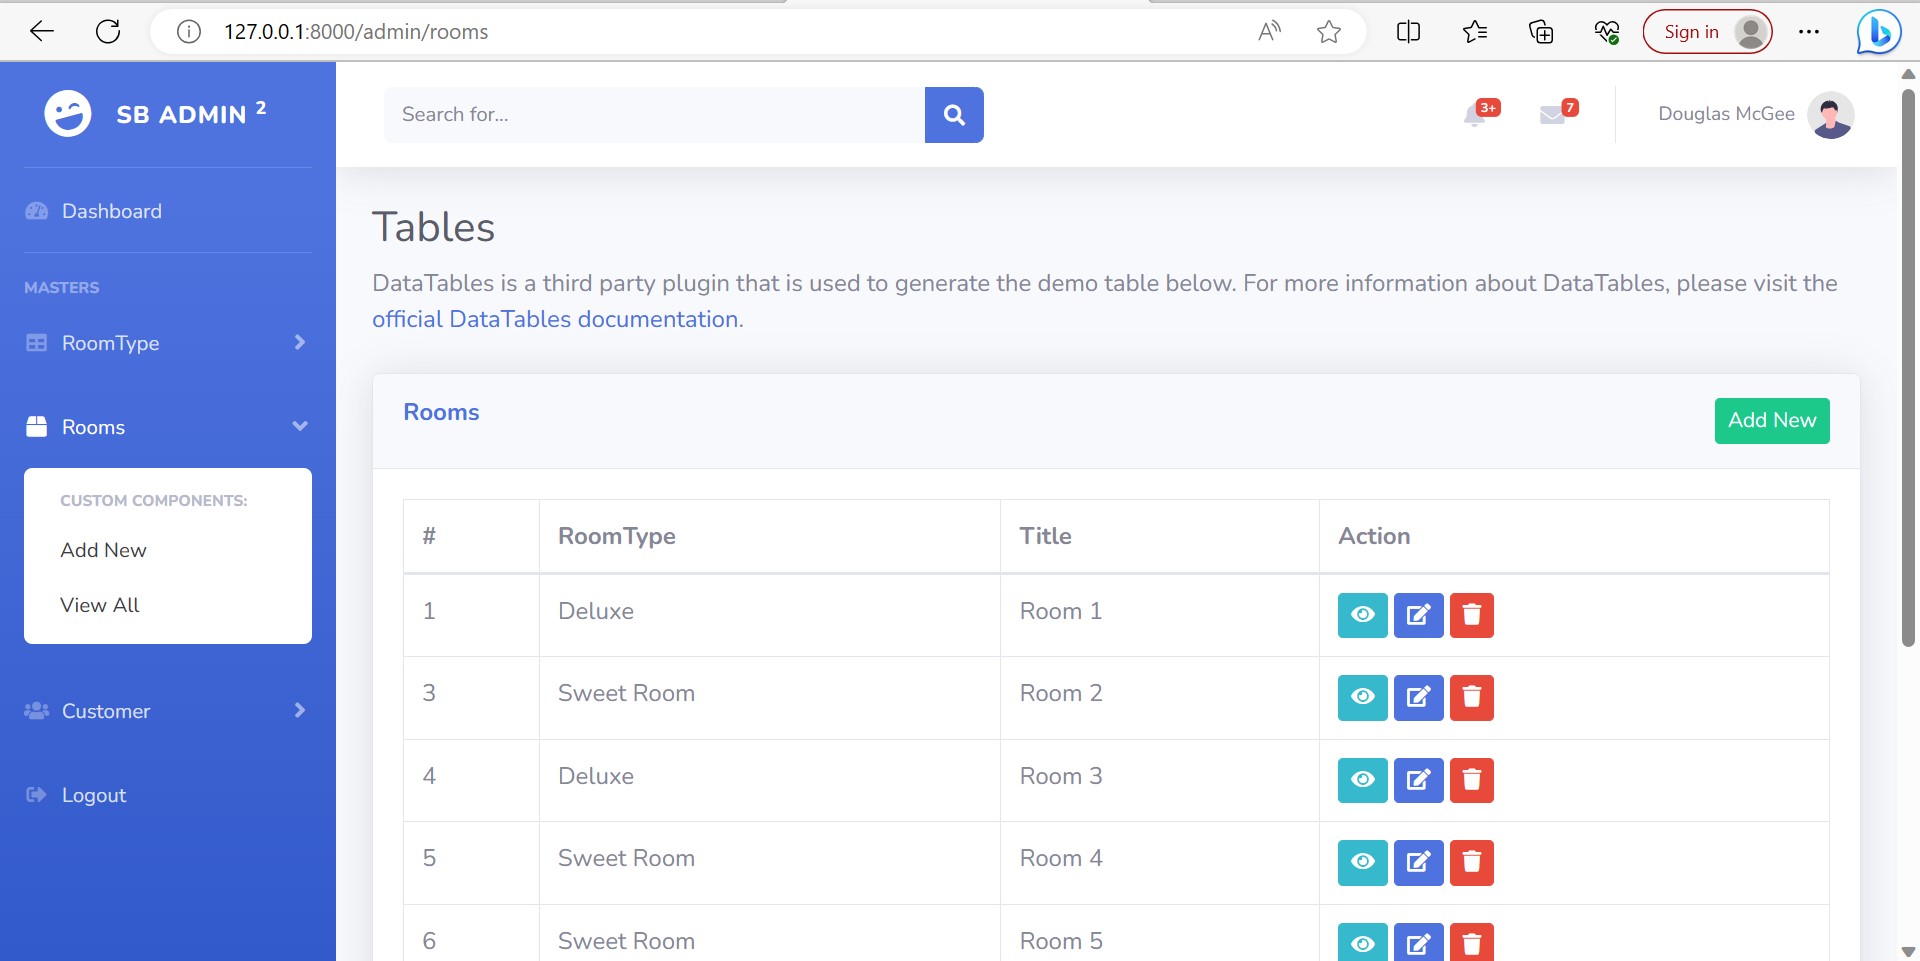 127.0.0.1:8000/admin/rooms
Sign in
SB ADMIN 2
Search for...
3+
7
Douglas McGee
Dashboard
MASTERS
RoomType
Rooms
CUSTOM COMPONENTS:
Add New
View All
Customer
Logout
Tables
DataTables is a third party plugin that is used to generate the demo table below. For more information about DataTables, please visit the
official DataTables documentation.
Rooms
Add New
# RoomType Title Action
1 Deluxe Room 1
3 Sweet Room Room 2
4 Deluxe Room 3
5 Sweet Room Room 4
6 Sweet Room Room 5